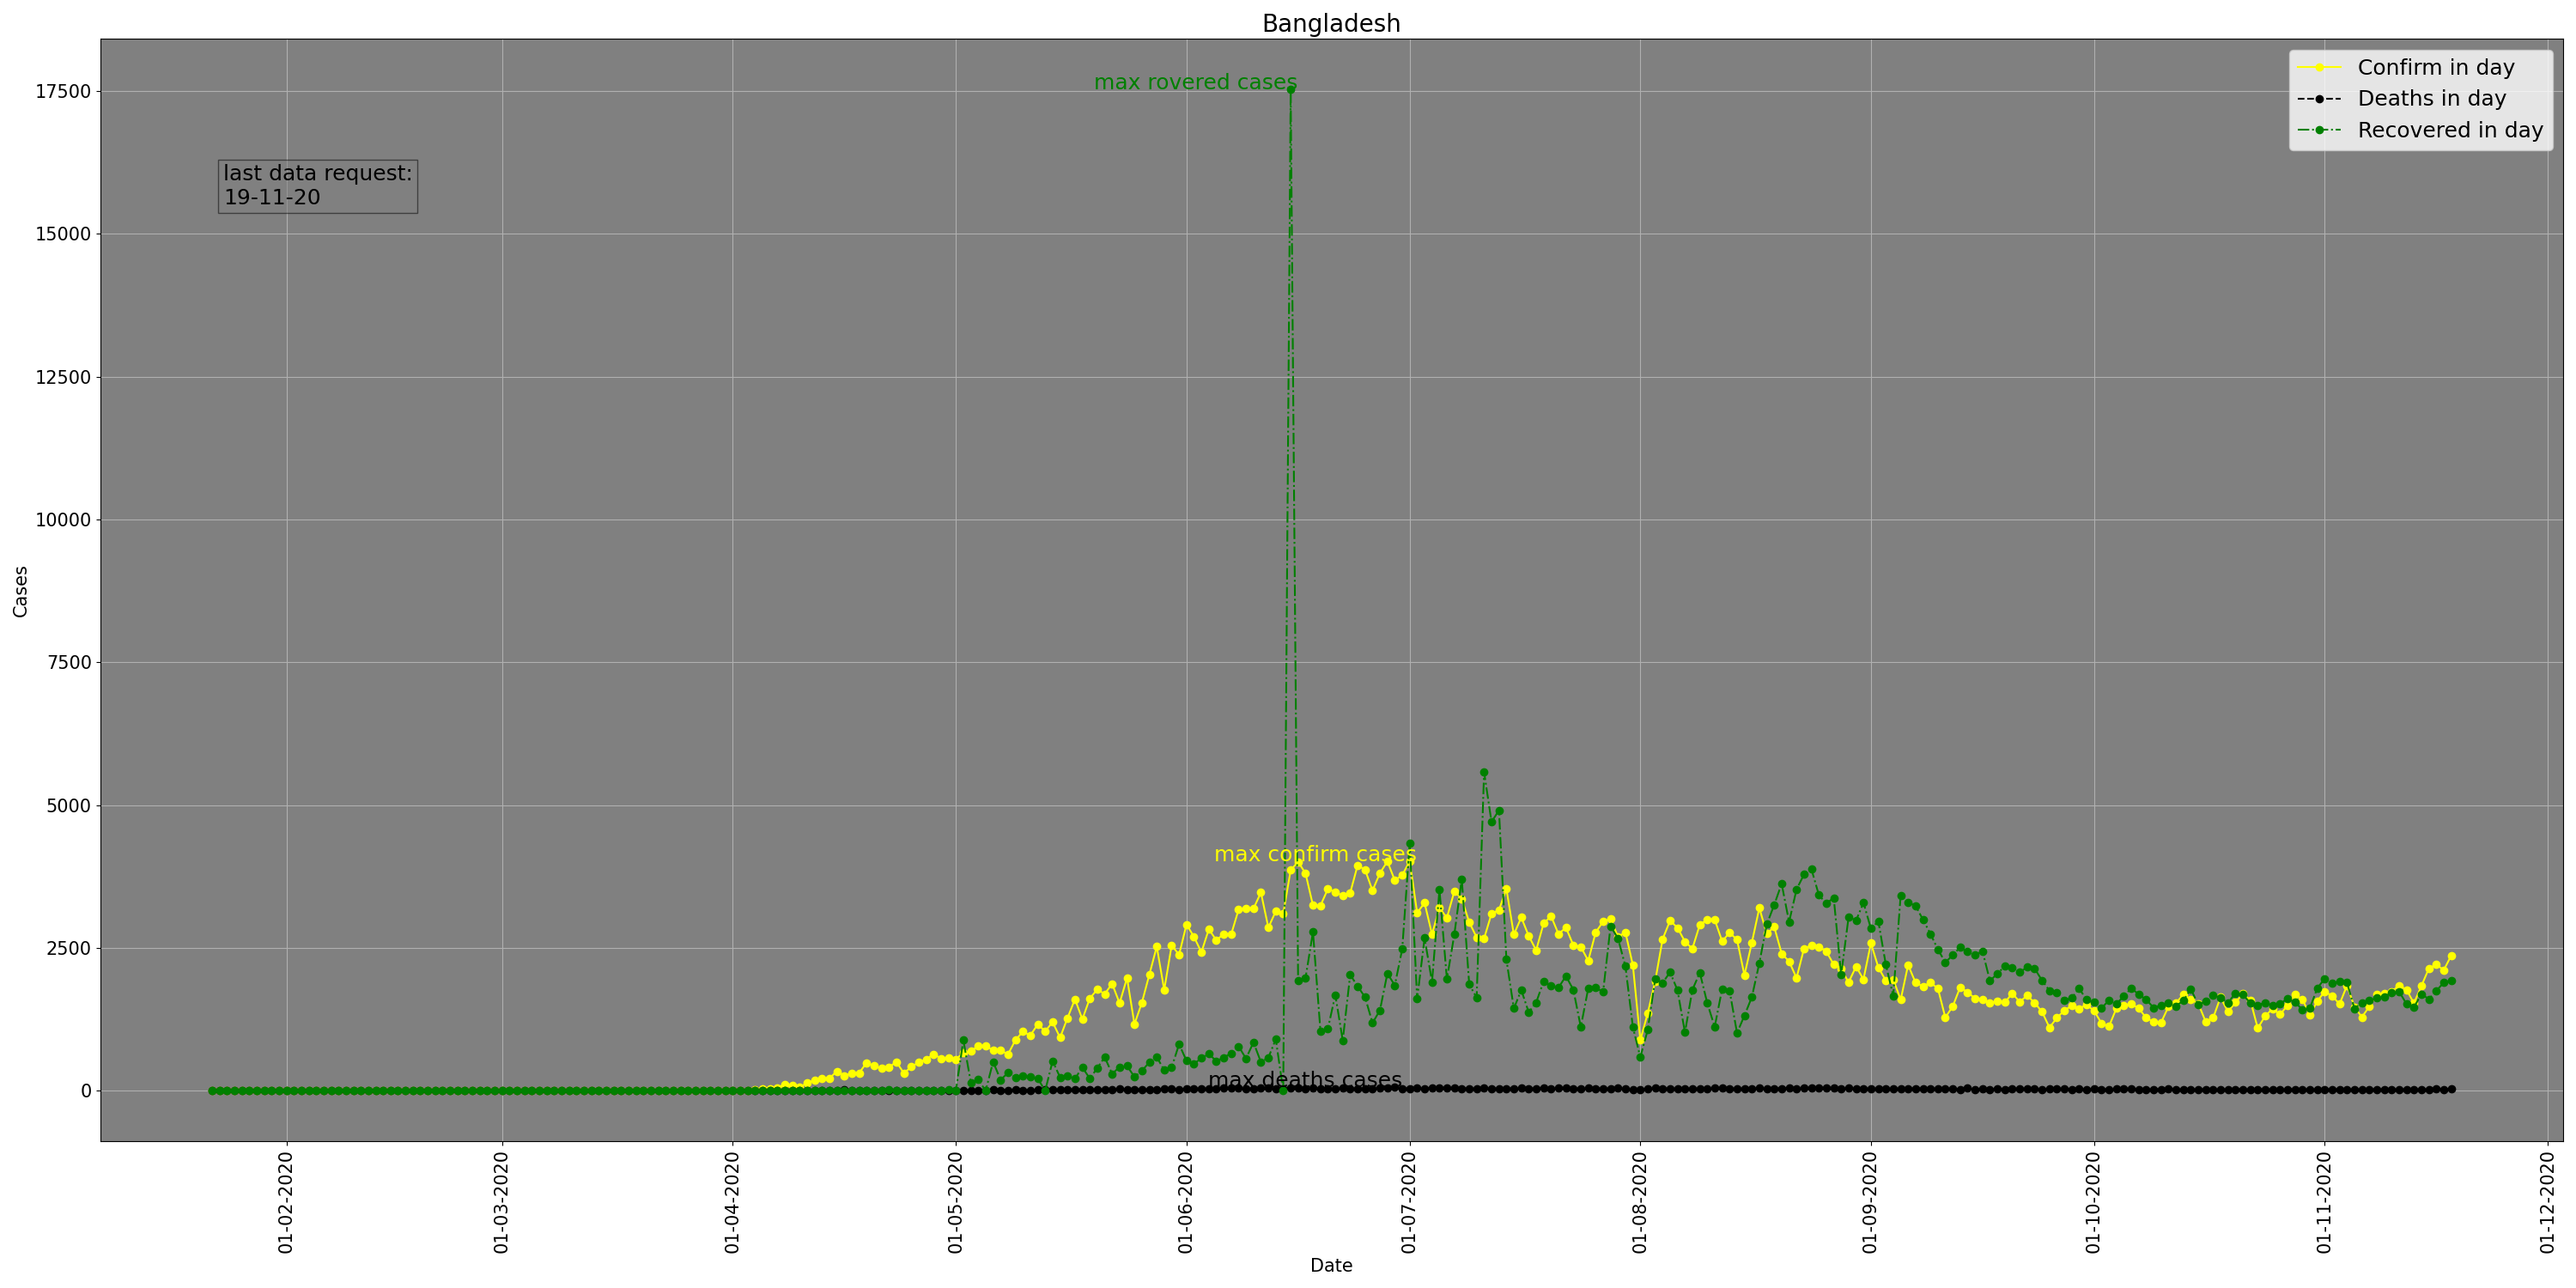 Bangladesh
max rovered cases
Confirm in day
Deaths in day
Recovered in day
last data request:
19-11-20
max confirm cases
max deaths cases
Cases
17500
15000
12500
10000
7500
5000
2500
0
01-02-2020
01-03-2020
01-04-2020
01-05-2020
01-06-2020
01-07-2020
01-08-2020
01-09-2020
01-10-2020
01-11-2020
01-12-2020
Date